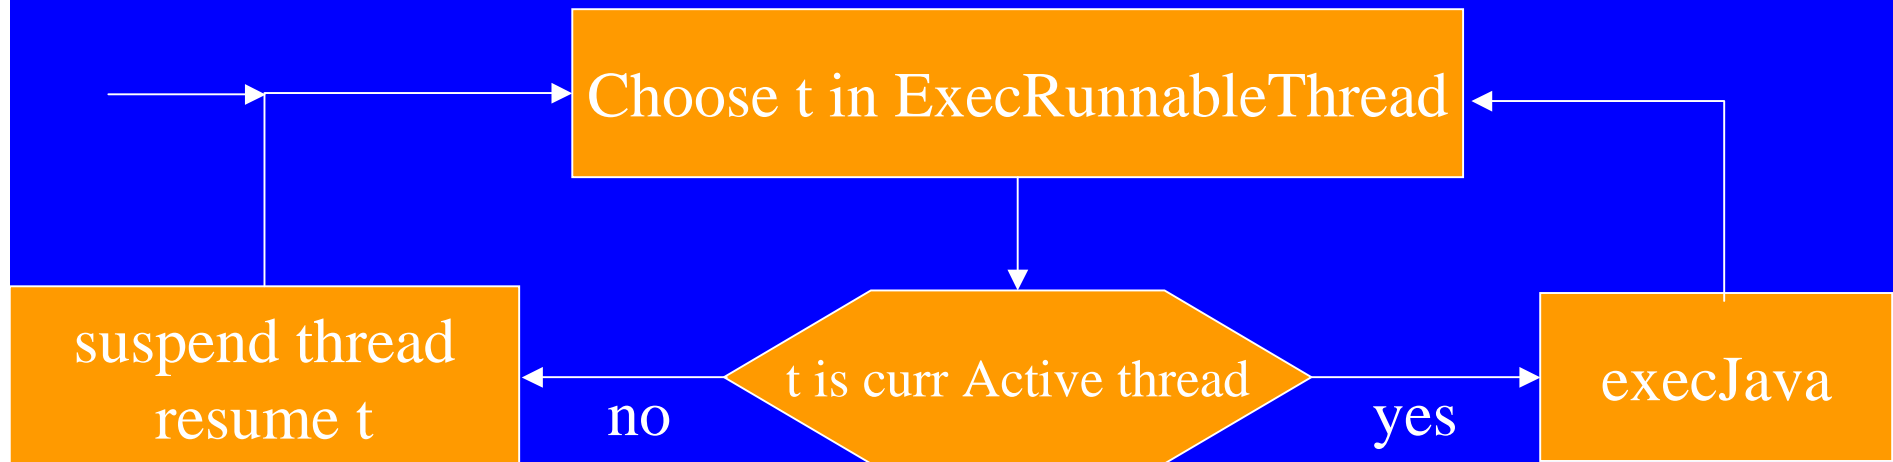 Choose t in ExecRunnableThread
suspend thread
resume t
no
t is curr Active thread
yes
execJava